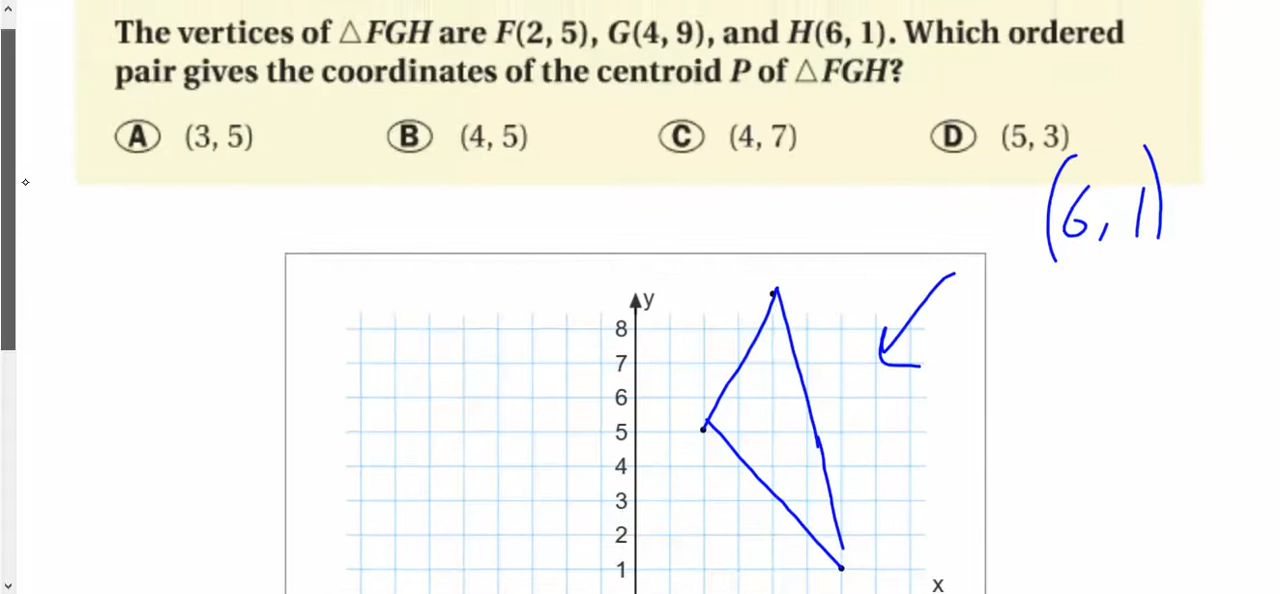 The vertices of △FGH are F(2, 5), G(4, 9), and H(6, 1). Which ordered
pair gives the coordinates of the centroid P of △FGH?
A (3, 5) B (4, 5) C (4, 7) D (5, 3)
(6, 1)
y
8
7
6
5
4
3
2
1
x